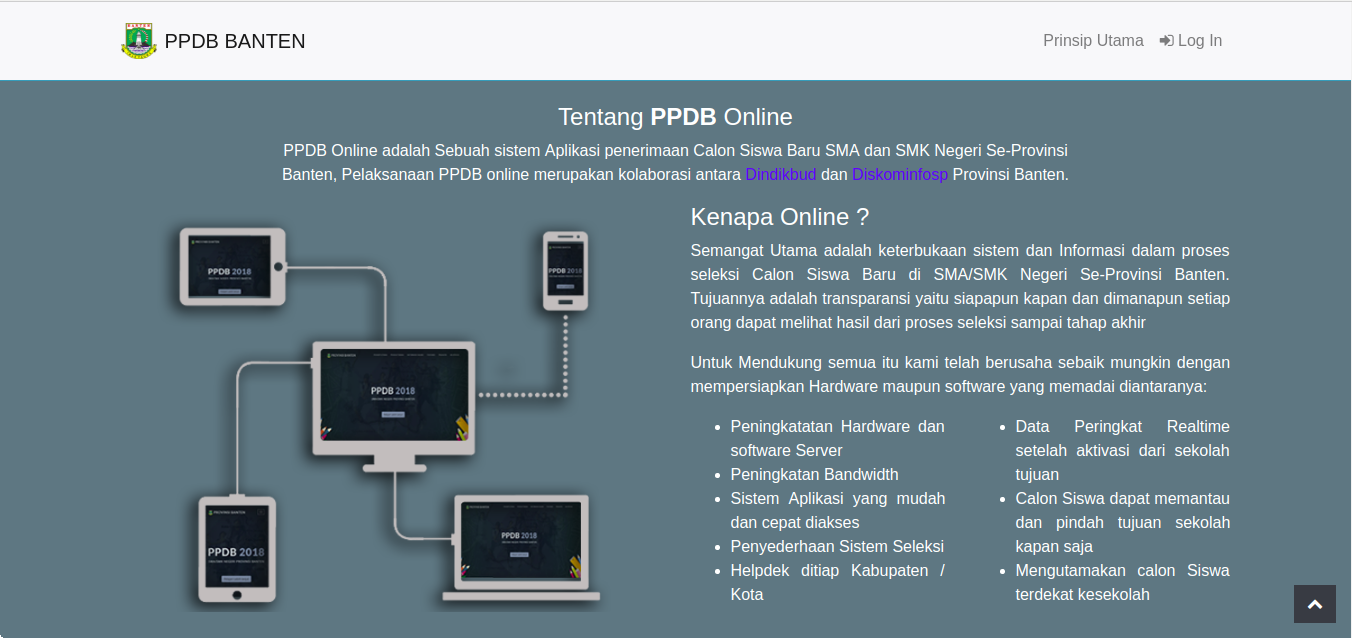 PPDB BANTEN
Prinsip Utama
Log In
Tentang PPDB Online
PPDB Online adalah Sebuah sistem Aplikasi penerimaan Calon Siswa Baru SMA dan SMK Negeri Se-Provinsi
Banten, Pelaksanaan PPDB online merupakan kolaborasi antara Dindikbud dan Diskominfosp Provinsi Banten.
PPDB 2018
PPDB 2018
PPDB 2018
PPDB 2018
PPDB 2018
Kenapa Online ?
Semangat Utama adalah keterbukaan sistem dan Informasi dalam proses
seleksi Calon Siswa Baru di SMA/SMK Negeri Se-Provinsi Banten.
Tujuannya adalah transparansi yaitu siapapun kapan dan dimanapun setiap
orang dapat melihat hasil dari proses seleksi sampai tahap akhir
Untuk Mendukung semua itu kami telah berusaha sebaik mungkin dengan
mempersiapkan Hardware maupun software yang memadai diantaranya:
• Peningkatatan Hardware dan
software Server
• Peningkatan Bandwidth
• Sistem Aplikasi yang mudah
dan cepat diakses
• Penyederhaan Sistem Seleksi
• Helpdek ditiap Kabupaten /
Kota
• Data Peringkat Realtime
setelah aktivasi dari sekolah
tujuan
• Calon Siswa dapat memantau
dan pindah tujuan sekolah
kapan saja
• Mengutamakan calon Siswa
terdekat kesekolah